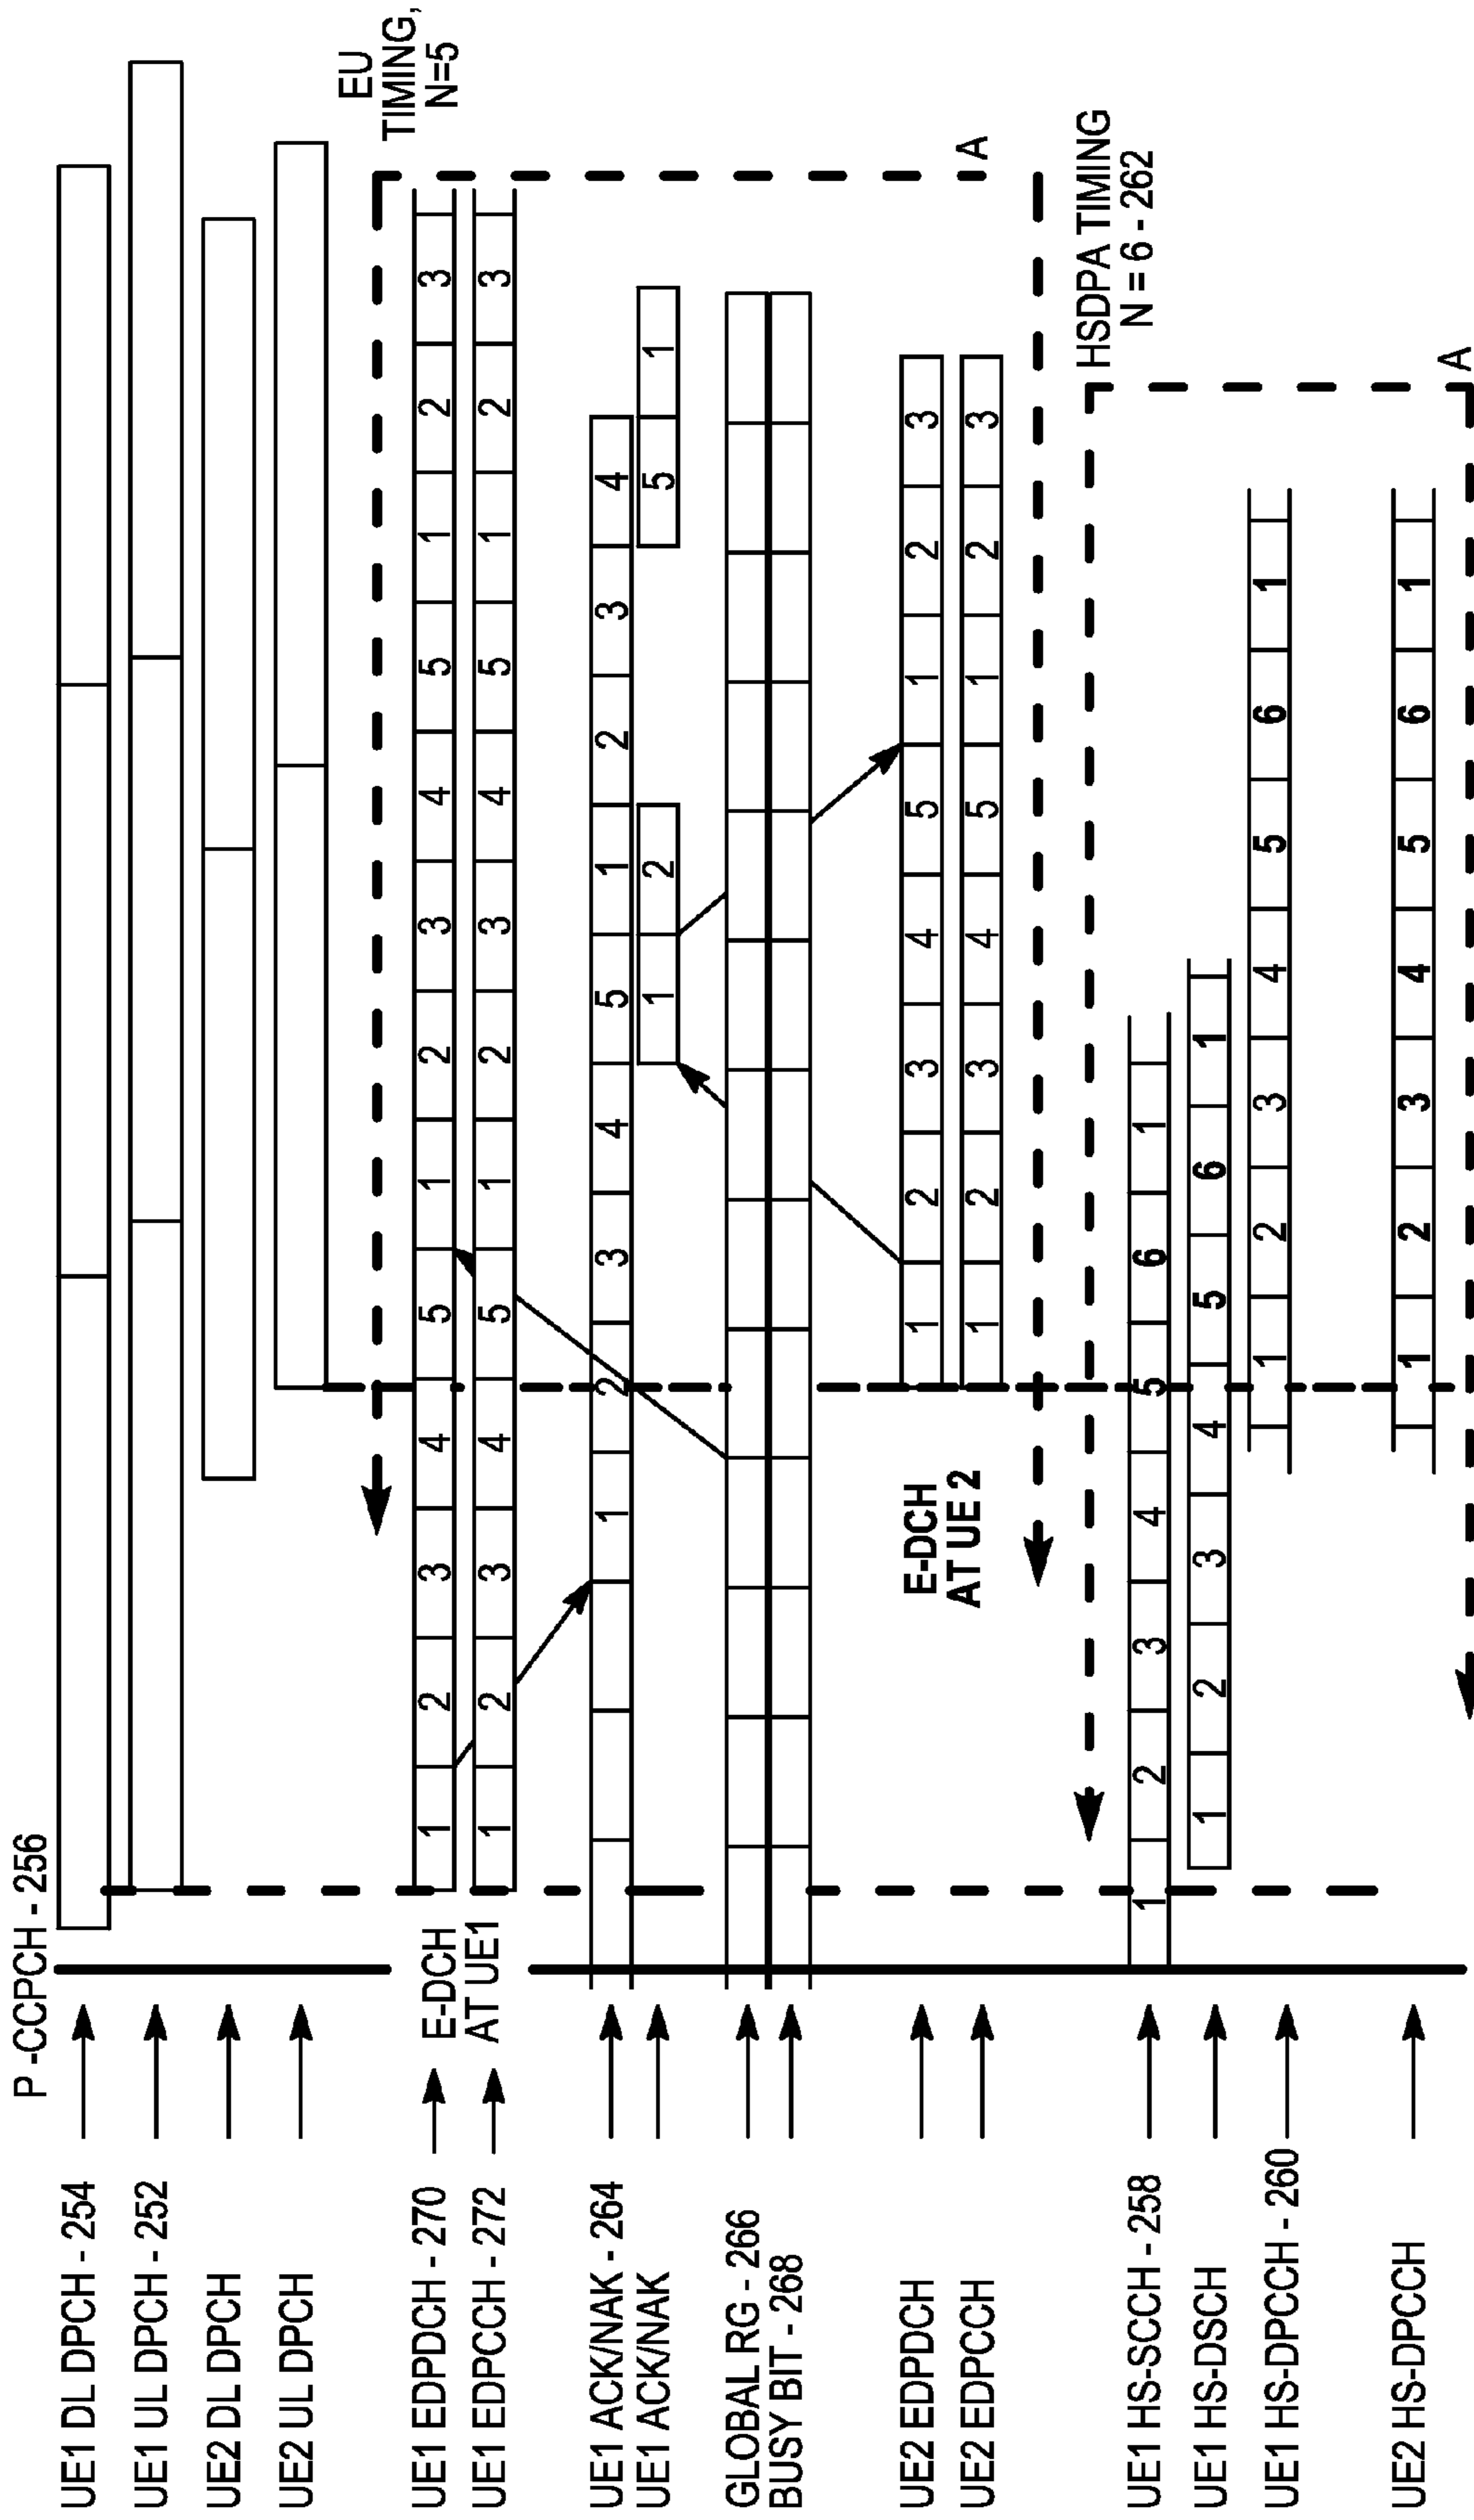 P -CCPCH - 256
UE1 DL DPCH - 254
UE1 UL DPCH - 252
UE2 DL DPCH
UE2 UL DPCH
EU
TIMING,
N=5
UE1 EDPDCH - 270
UE1 EDPCCH - 272
E-DCH
AT UE1
1 2 3 4 5 1 2 3 4 5 1 2 3
1 2 3 4 5 1 2 3 4 5 1 2 3
UE1 ACK/NAK - 264
1 2 3 4 5 1 2 3 4
UE1 ACK/NAK
1 2 5 1
GLOBAL RG - 266
BUSY BIT - 268
UE2 EDPDCH
UE2 EDPCCH
E-DCH
AT UE 2
1 2 3 4 5 1 2 3
1 2 3 4 5 1 2 3
A
HSDPA TIMING
N = 6 - 262
UE1 HS-SCCH - 258
1 2 3 4 5 6 1
UE1 HS-DSCH
1 2 3 4 5 6 1
UE1 HS-DPCCH - 260
1 2 3 4 5 6 1
UE2 HS-DPCCH
1 2 3 4 5 6 1
A